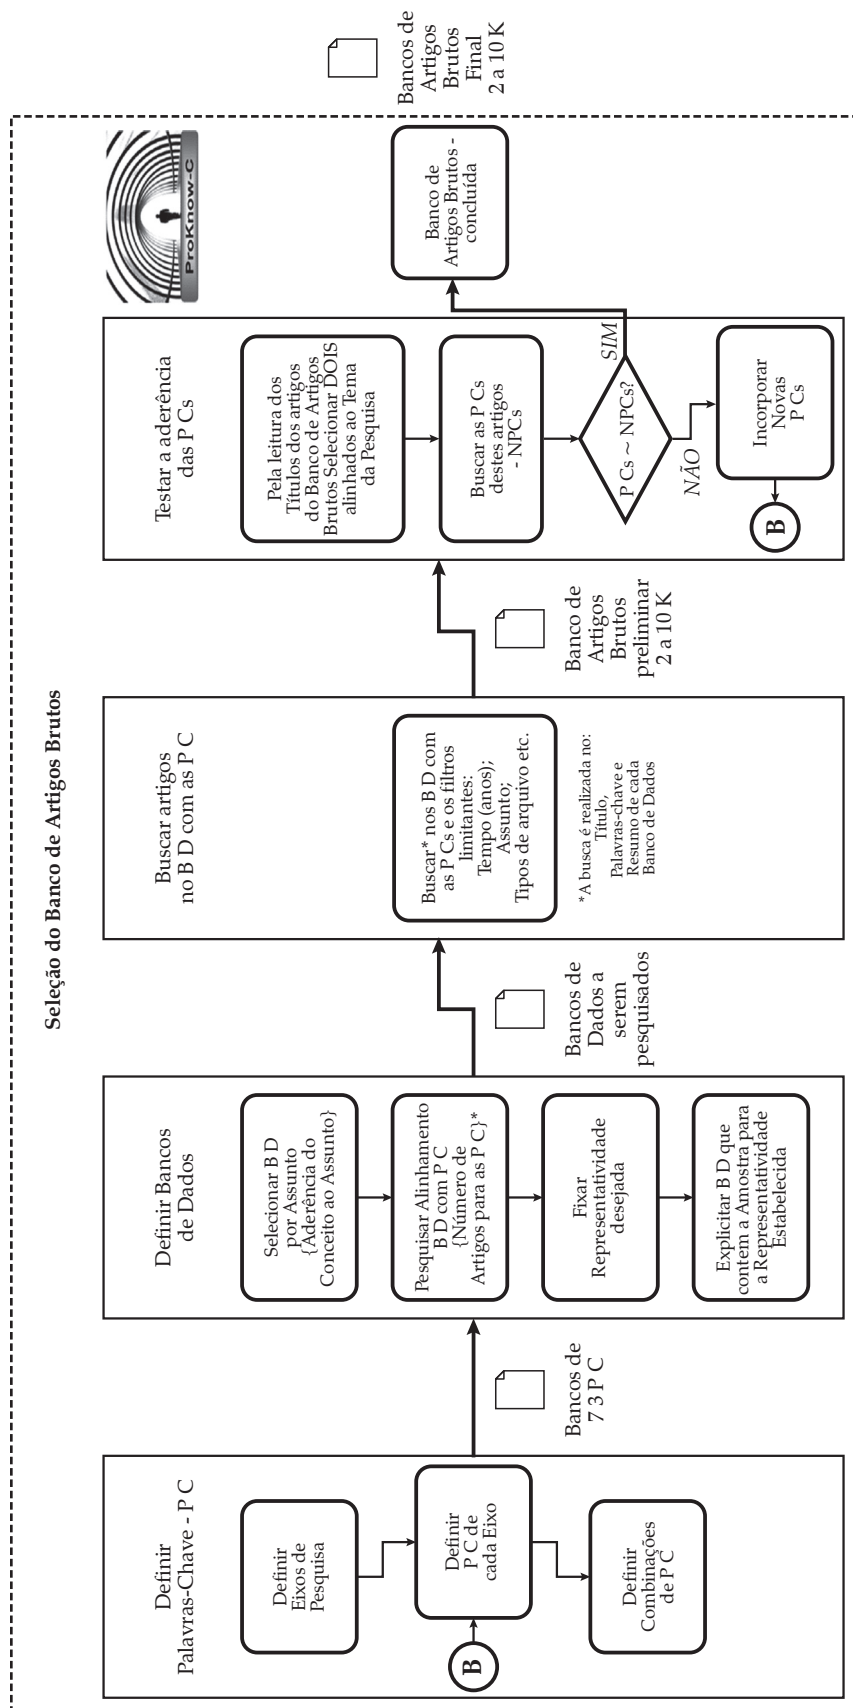 Seleção do Banco de Artigos Brutos
Definir
Palavras-Chave - P C
Definir
Eixos de
Pesquisa
B
Definir
P C de
cada Eixo
Definir
Combinações
de P C
Bancos de
7 3 P C
Definir Bancos
de Dados
Selecionar B D
por Assunto
{Aderência do
Conceito ao Assunto}
Pesquisar Alinhamento
B D com P C
{Número de
Artigos para as P C}*
Fixar
Representatividade
desejada
Explicitar B D que
contem a Amostra para
a Representatividade
Estabelecida
Bancos de
Dados a
serem
pesquisados
Buscar artigos
no B D com as P C
Buscar* nos B D com
as P Cs e os filtros
limitantes:
Tempo (anos);
Assunto;
Tipos de arquivo etc.
*A busca é realizada no:
Título,
Palavras-chave e
Resumo de cada
Banco de Dados
Banco de
Artigos
Brutos
preliminar
2 a 10 K
Testar a aderência
das P Cs
Pela leitura dos
Títulos dos artigos
do Banco de Artigos
Brutos Selecionar DOIS
alinhados ao Tema
da Pesquisa
Buscar as P Cs
destes artigos
- NPCs
P Cs ~ NPCs?
SIM
NÃO
Incorporar
Novas
P Cs
B
ProKnow-C
Banco de
Artigos Brutos -
concluída
Bancos de
Artigos
Brutos
Final
2 a 10 K